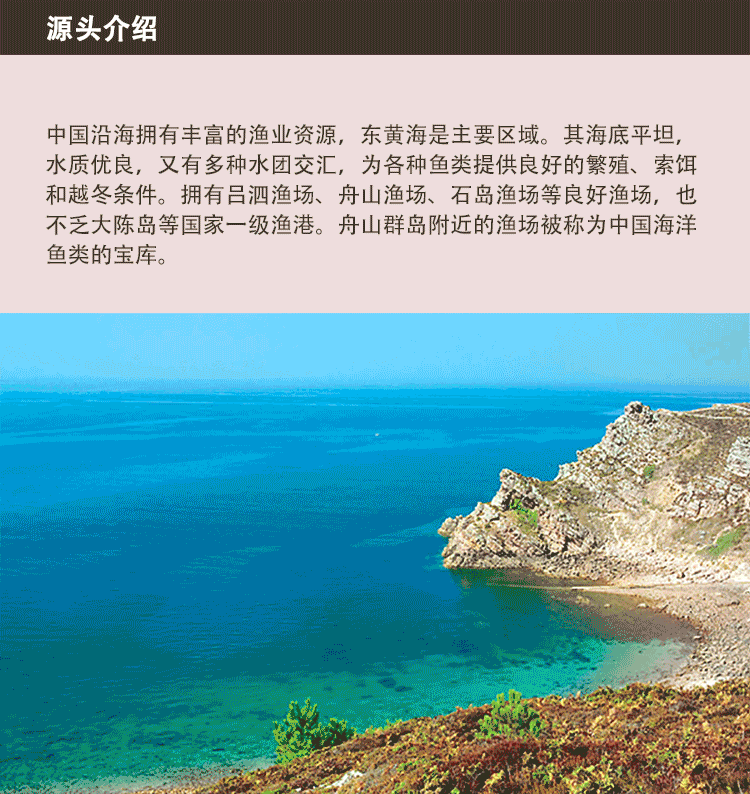 源头介绍
中国沿海拥有丰富的渔业资源，东黄海是主要区域。其海底平坦，
水质优良，又有多种水团交汇，为各种鱼类提供良好的繁殖、索饵
和越冬条件。拥有吕泗渔场、舟山渔场、石岛渔场等良好渔场，也
不乏大陈岛等国家一级渔港。舟山群岛附近的渔场被称为中国海洋
鱼类的宝库。